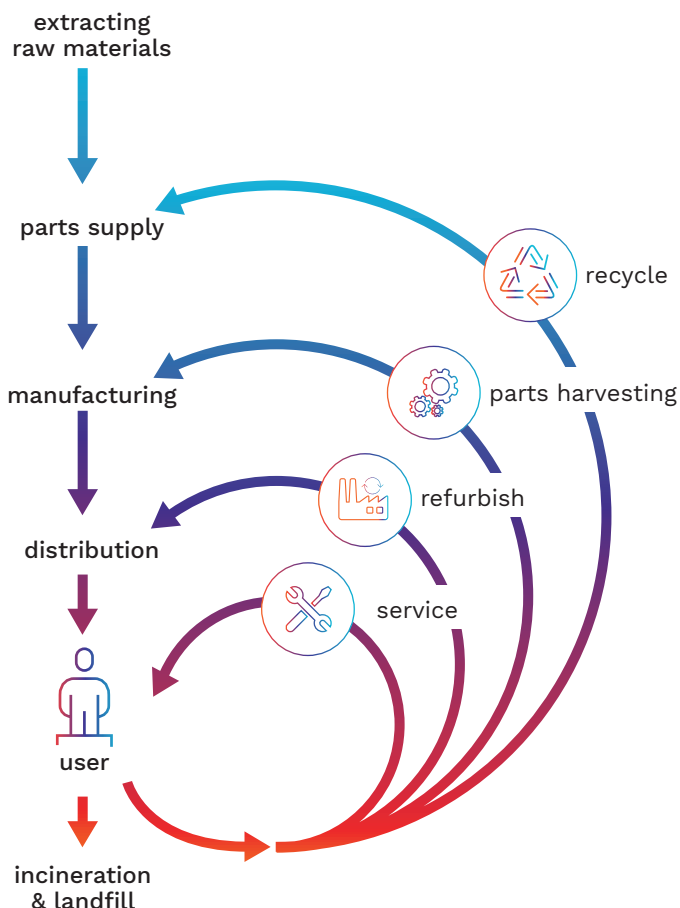 extracting
raw materials
parts supply
recycle
manufacturing
parts harvesting
refurbish
distribution
service
user
incineration
& landfill